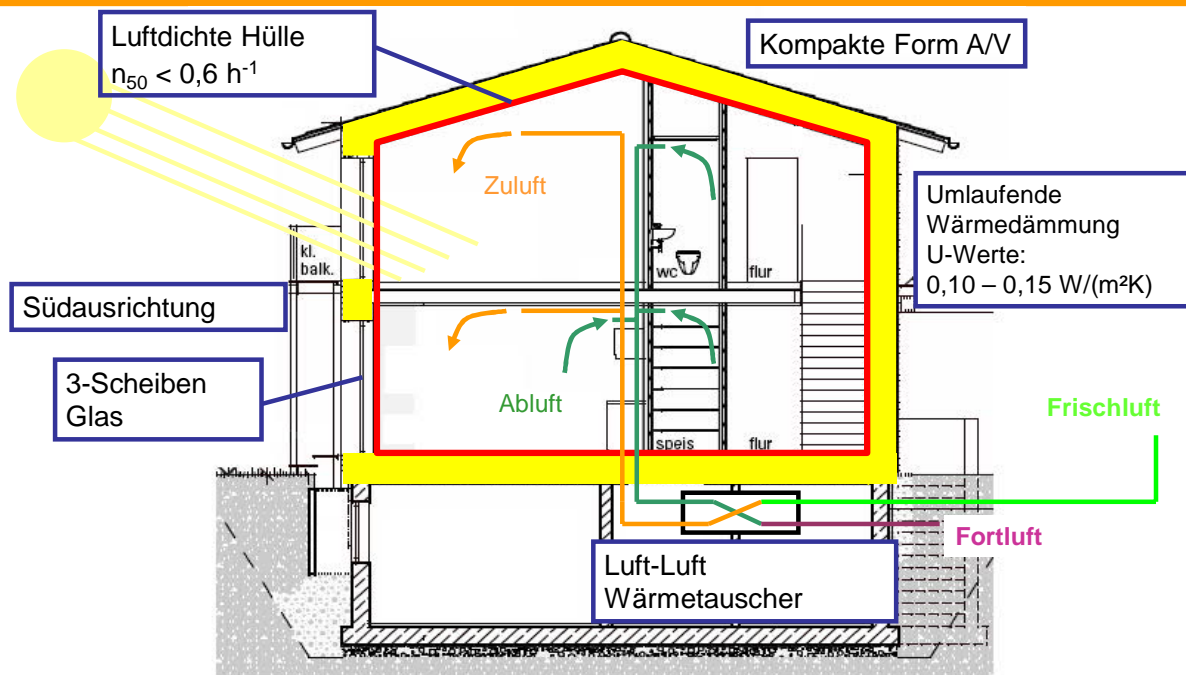 Luftdichte Hülle
n₅₀ < 0,6 h⁻¹
Kompakte Form A/V
Zuluft
Umlaufende
Wärmedämmung
U-Werte:
0,10 – 0,15 W/(m²K)
kl.
balk.
wc
flur
Südausrichtung
3-Scheiben
Glas
Abluft
Frischluft
speis
flur
Fortluft
Luft-Luft
Wärmetauscher